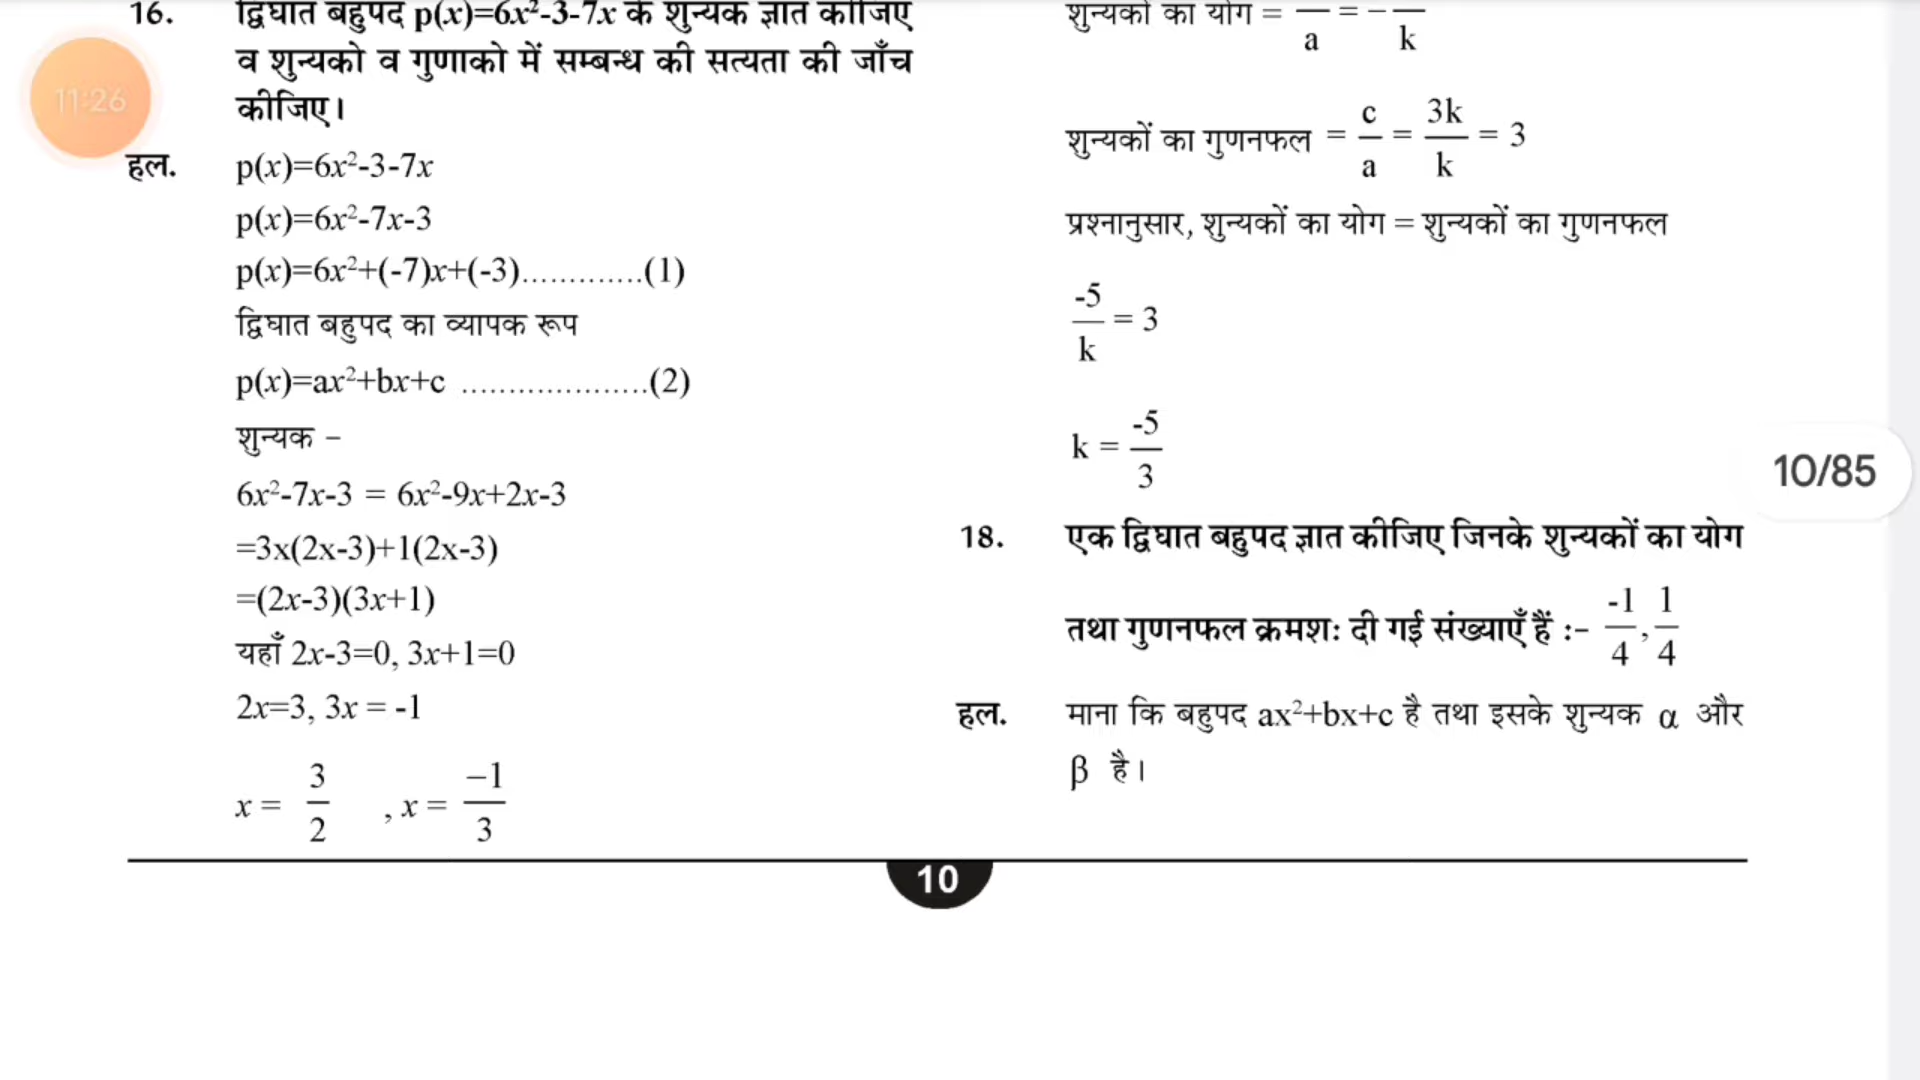 16. द्विघात बहुपद p(x)=6x²-3-7x के शुन्यक ज्ञात कीजिए
व शुन्यको व गुणाको में सम्बन्ध की सत्यता की जाँच
कीजिए।
11:26
हल. p(x)=6x²-3-7x
p(x)=6x²-7x-3
p(x)=6x²+(-7)x+(-3).............(1)
द्विघात बहुपद का व्यापक रूप
p(x)=ax²+bx+c ....................(2)
शुन्यक –
6x²-7x-3 = 6x²-9x+2x-3
=3x(2x-3)+1(2x-3)
=(2x-3)(3x+1)
यहाँ 2x-3=0, 3x+1=0
2x=3, 3x = -1
x = 3/2 , x = −1/3
शुन्यकों का योग = /a = − /k
शुन्यकों का गुणनफल = c/a = 3k/k = 3
प्रश्नानुसार, शुन्यकों का योग = शुन्यकों का गुणनफल
-5/k = 3
k = -5/3
18. एक द्विघात बहुपद ज्ञात कीजिए जिनके शुन्यकों का योग
तथा गुणनफल क्रमशः दी गई संख्याएँ हैं :– -1/4, 1/4
हल. माना कि बहुपद ax²+bx+c है तथा इसके शुन्यक α और
β है।
10/85
10